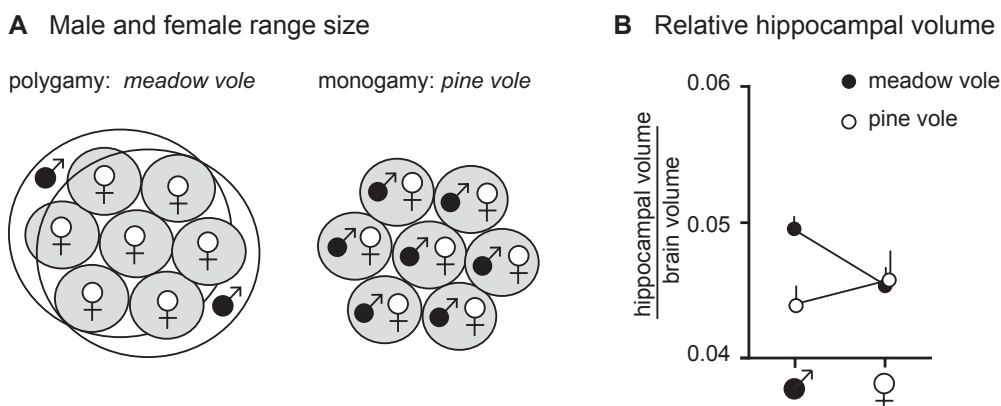 A Male and female range size
polygamy: meadow vole
monogamy: pine vole
B Relative hippocampal volume
meadow vole
pine vole
hippocampal volume
brain volume
0.06
0.05
0.04